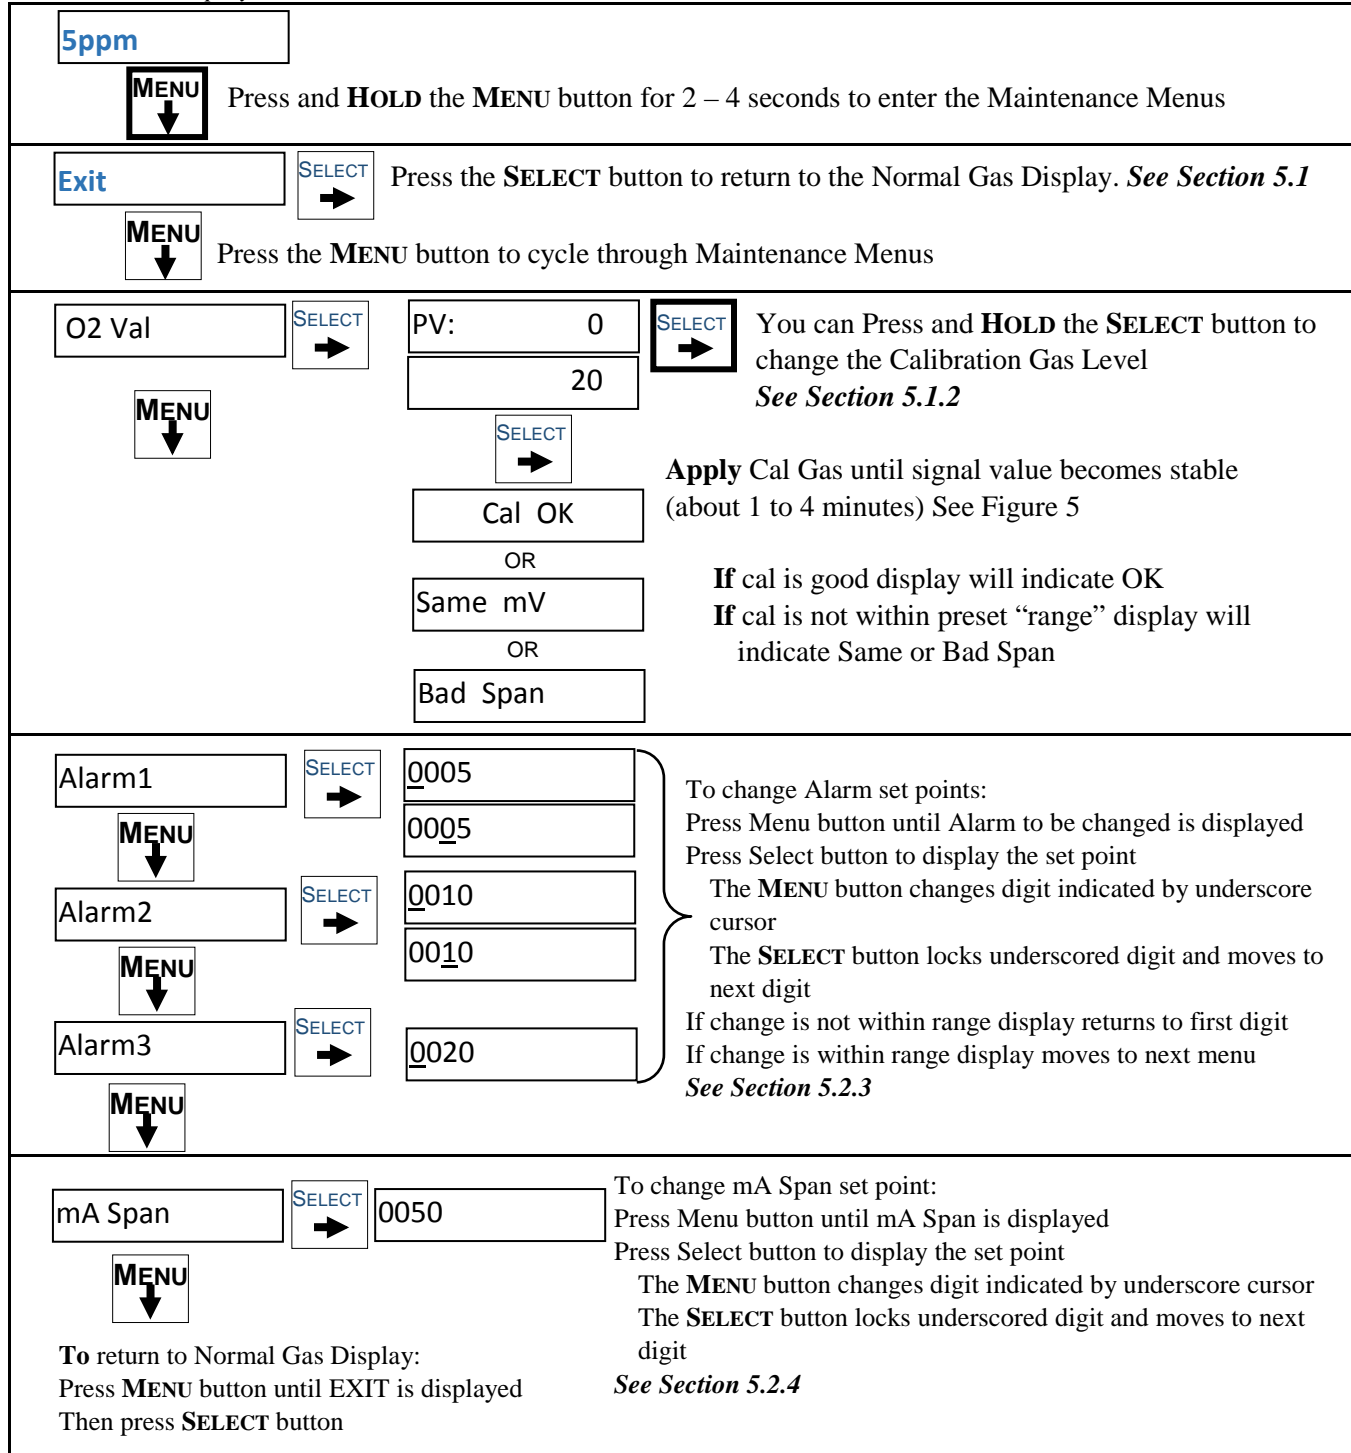 5ppm
MENU
Press and HOLD the MENU button for 2 – 4 seconds to enter the Maintenance Menus
Exit
SELECT
Press the SELECT button to return to the Normal Gas Display. See Section 5.1
MENU
Press the MENU button to cycle through Maintenance Menus
O2 Val
SELECT
MENU
PV: 0
20
SELECT
You can Press and HOLD the SELECT button to
change the Calibration Gas Level
See Section 5.1.2
SELECT
Apply Cal Gas until signal value becomes stable
(about 1 to 4 minutes) See Figure 5
Cal OK
OR
Same mV
OR
Bad Span
If cal is good display will indicate OK
If cal is not within preset “range” display will
indicate Same or Bad Span
Alarm1
SELECT
0005
0005
MENU
Alarm2
SELECT
0010
0010
MENU
Alarm3
SELECT
0020
MENU
To change Alarm set points:
Press Menu button until Alarm to be changed is displayed
Press Select button to display the set point
The MENU button changes digit indicated by underscore
cursor
The SELECT button locks underscored digit and moves to
next digit
If change is not within range display returns to first digit
If change is within range display moves to next menu
See Section 5.2.3
mA Span
SELECT
0050
MENU
To change mA Span set point:
Press Menu button until mA Span is displayed
Press Select button to display the set point
The MENU button changes digit indicated by underscore cursor
The SELECT button locks underscored digit and moves to next
digit
See Section 5.2.4
To return to Normal Gas Display:
Press MENU button until EXIT is displayed
Then press SELECT button